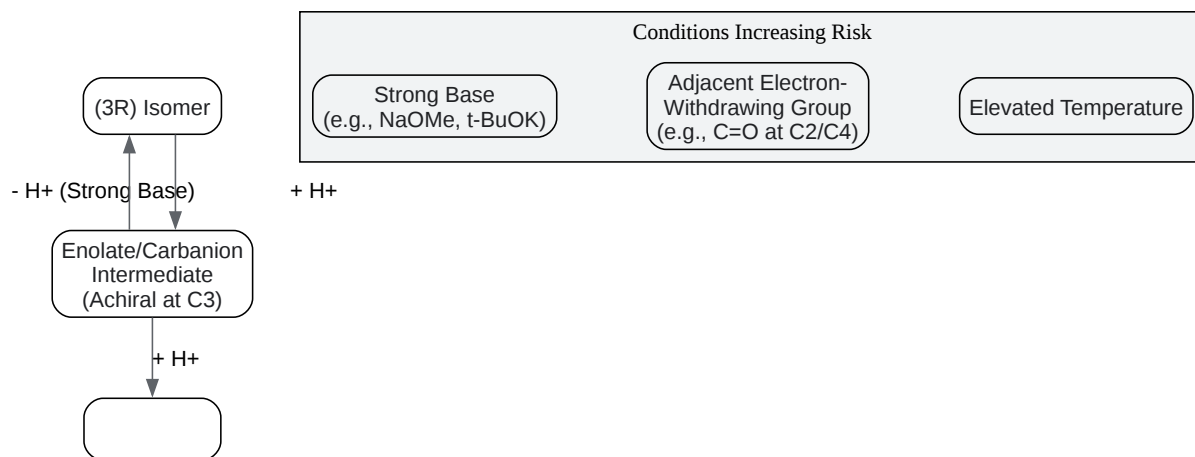 Conditions Increasing Risk
(3R) Isomer
Strong Base
(e.g., NaOMe, t-BuOK)
Adjacent Electron-
Withdrawing Group
(e.g., C=O at C2/C4)
Elevated Temperature
- H+ (Strong Base)
+ H+
Enolate/Carbanion
Intermediate
(Achiral at C3)
+ H+